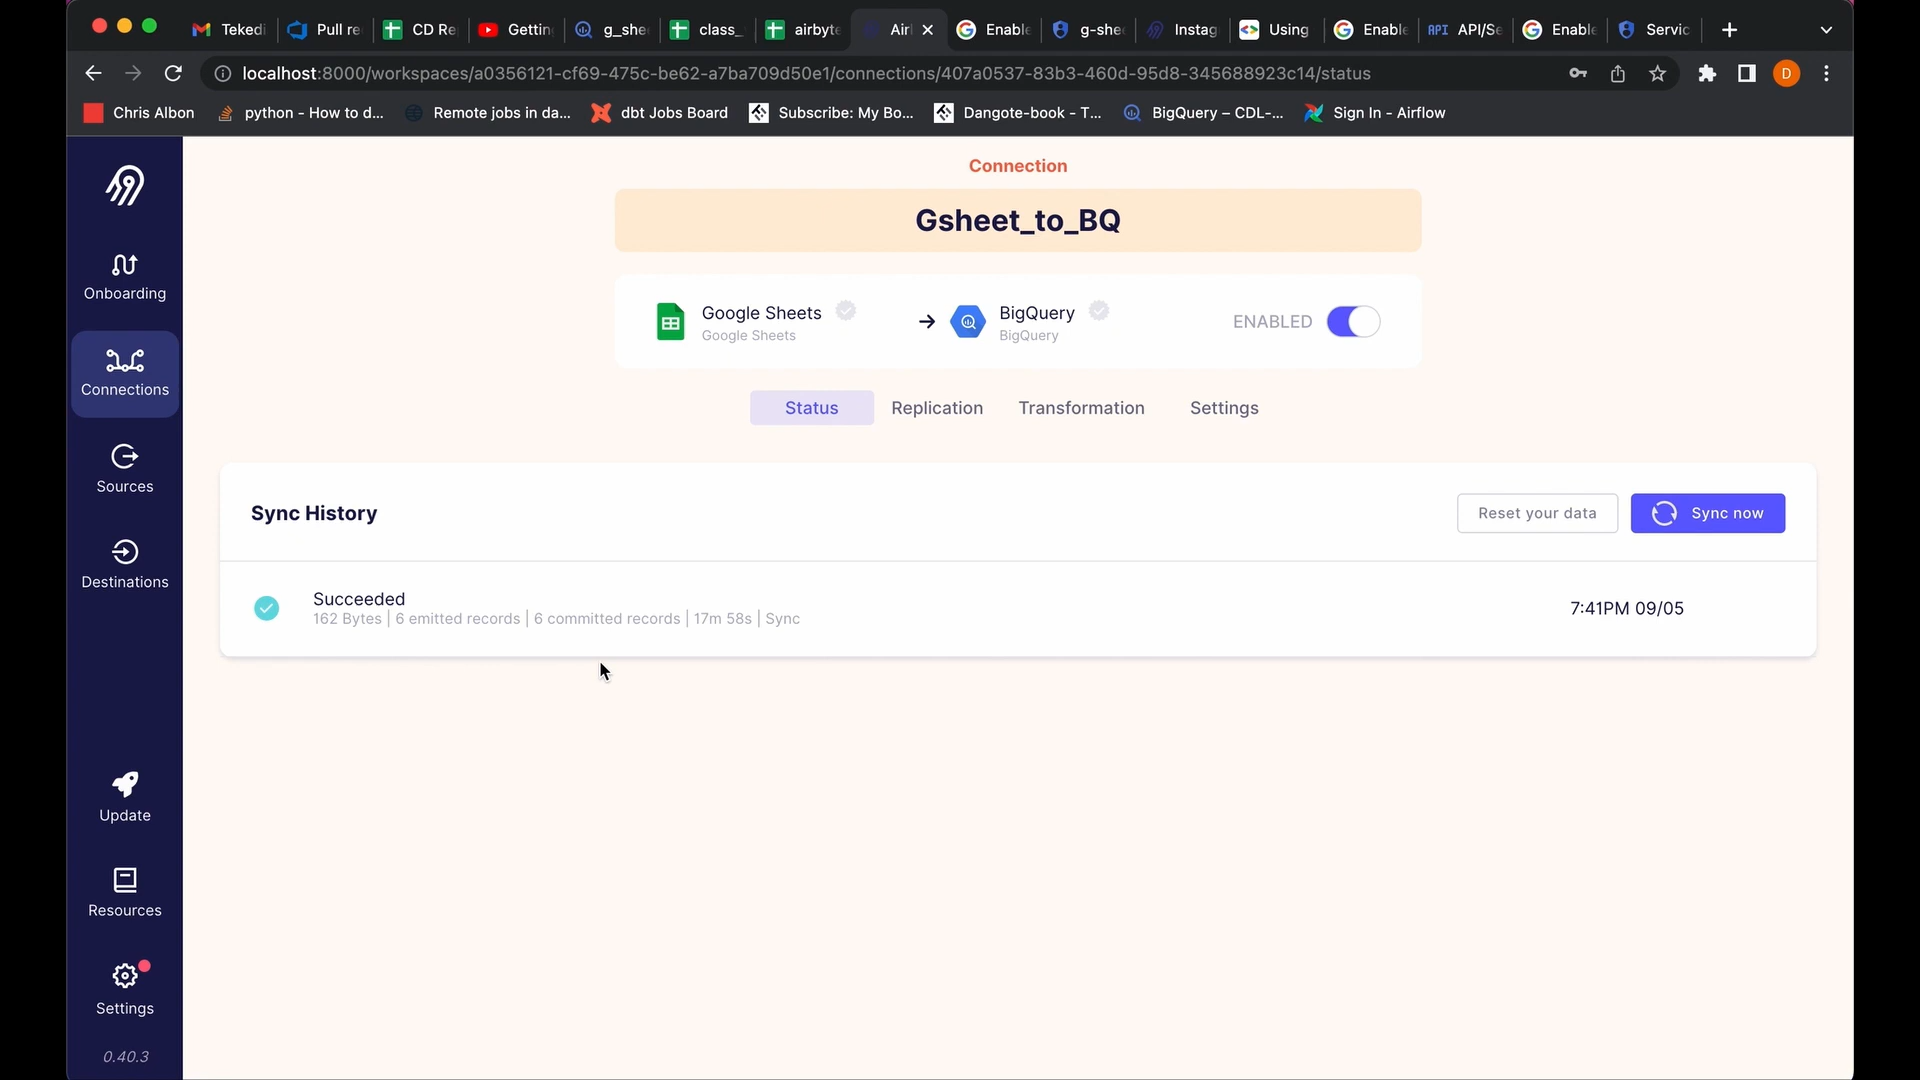 Tekedi
Pull re
CD Re
Gettin
g_shee
class_
airbyte
Air
Enable
g-shee
Instag
Using
Enable
API API/Se
Enable
Servic
localhost:8000/workspaces/a0356121-cf69-475c-be62-a7ba709d50e1/connections/407a0537-83b3-460d-95d8-345688923c14/status
D
Chris Albon
python - How to d...
Remote jobs in da...
dbt Jobs Board
Subscribe: My Bo...
Dangote-book - T...
BigQuery – CDL-...
Sign In - Airflow
Connection
Gsheet_to_BQ
Google Sheets
Google Sheets
BigQuery
BigQuery
ENABLED
Status
Replication
Transformation
Settings
Onboarding
Connections
Sources
Destinations
Update
Resources
Settings
0.40.3
Sync History
Reset your data
Sync now
Succeeded
162 Bytes | 6 emitted records | 6 committed records | 17m 58s | Sync
7:41PM 09/05